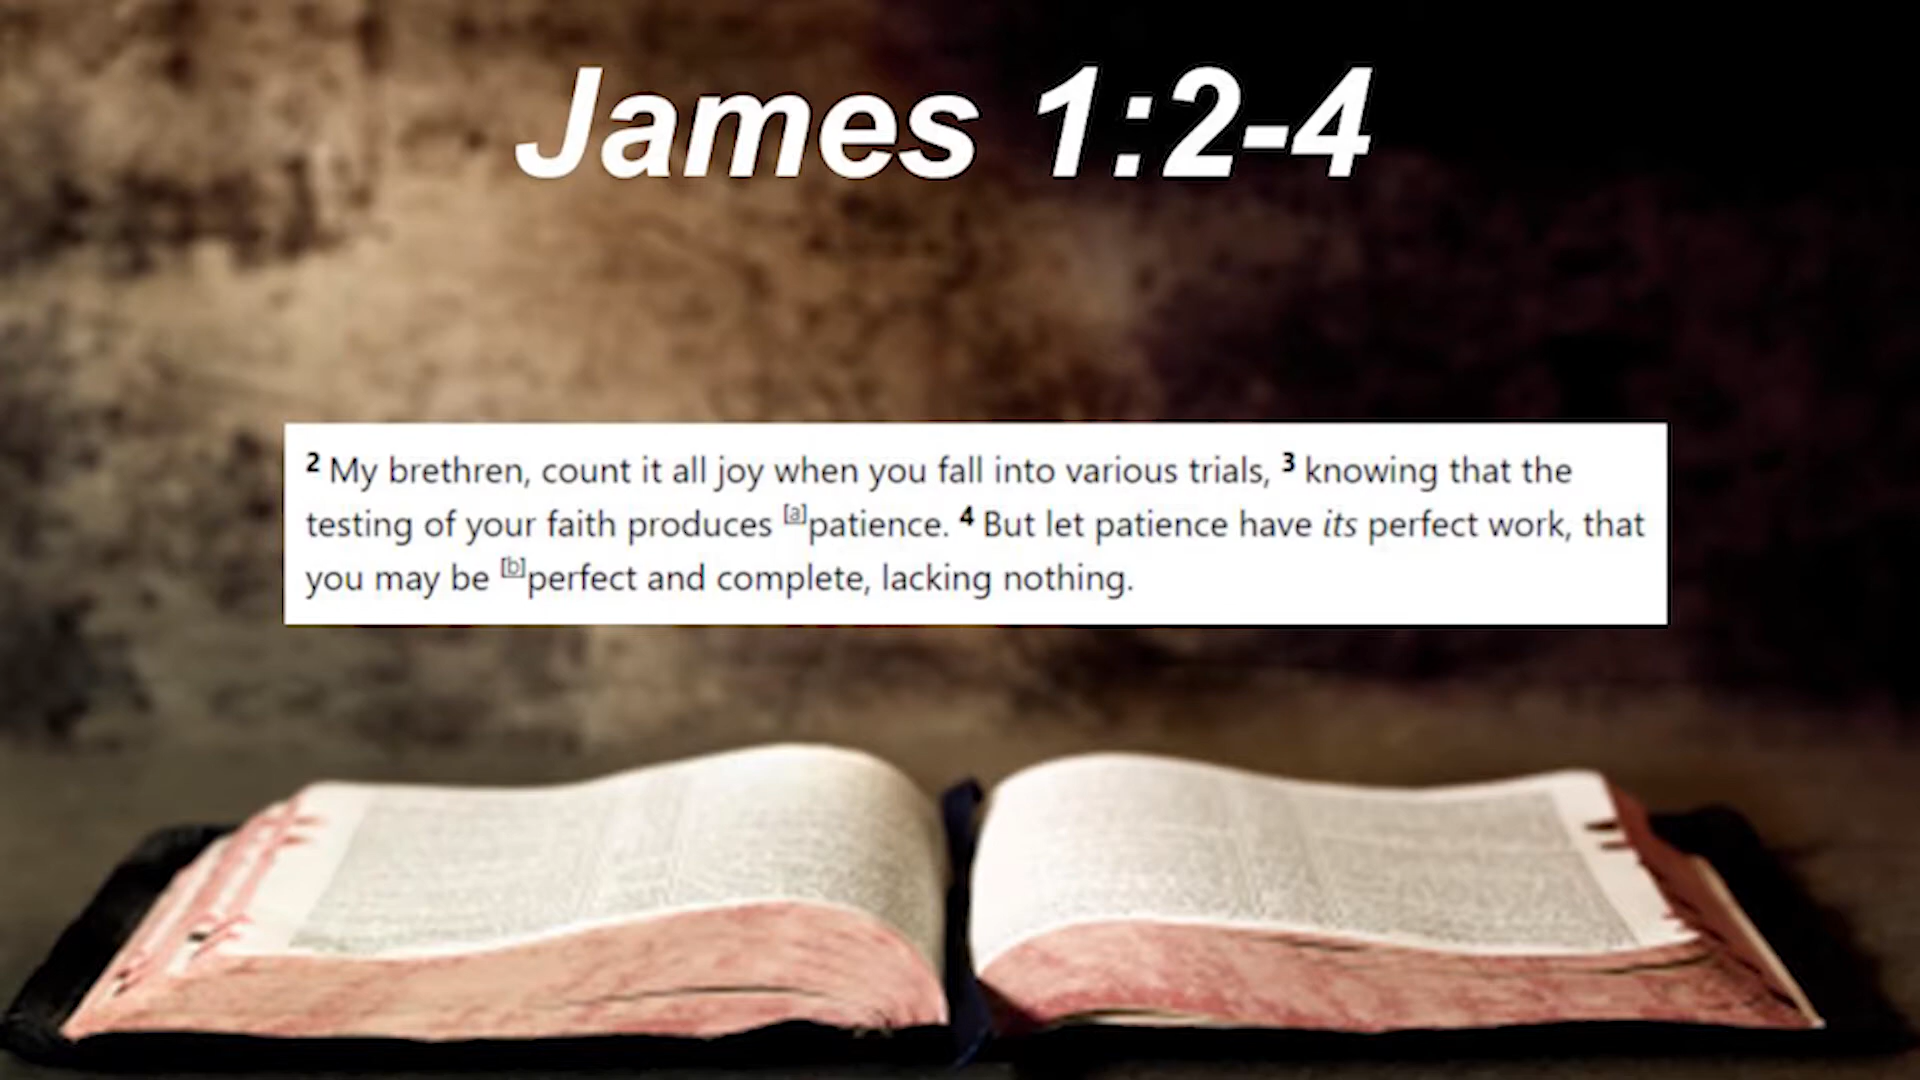 James 1:2-4
2 My brethren, count it all joy when you fall into various trials, 3 knowing that the
testing of your faith produces [a]patience. 4 But let patience have its perfect work, that
you may be [b]perfect and complete, lacking nothing.